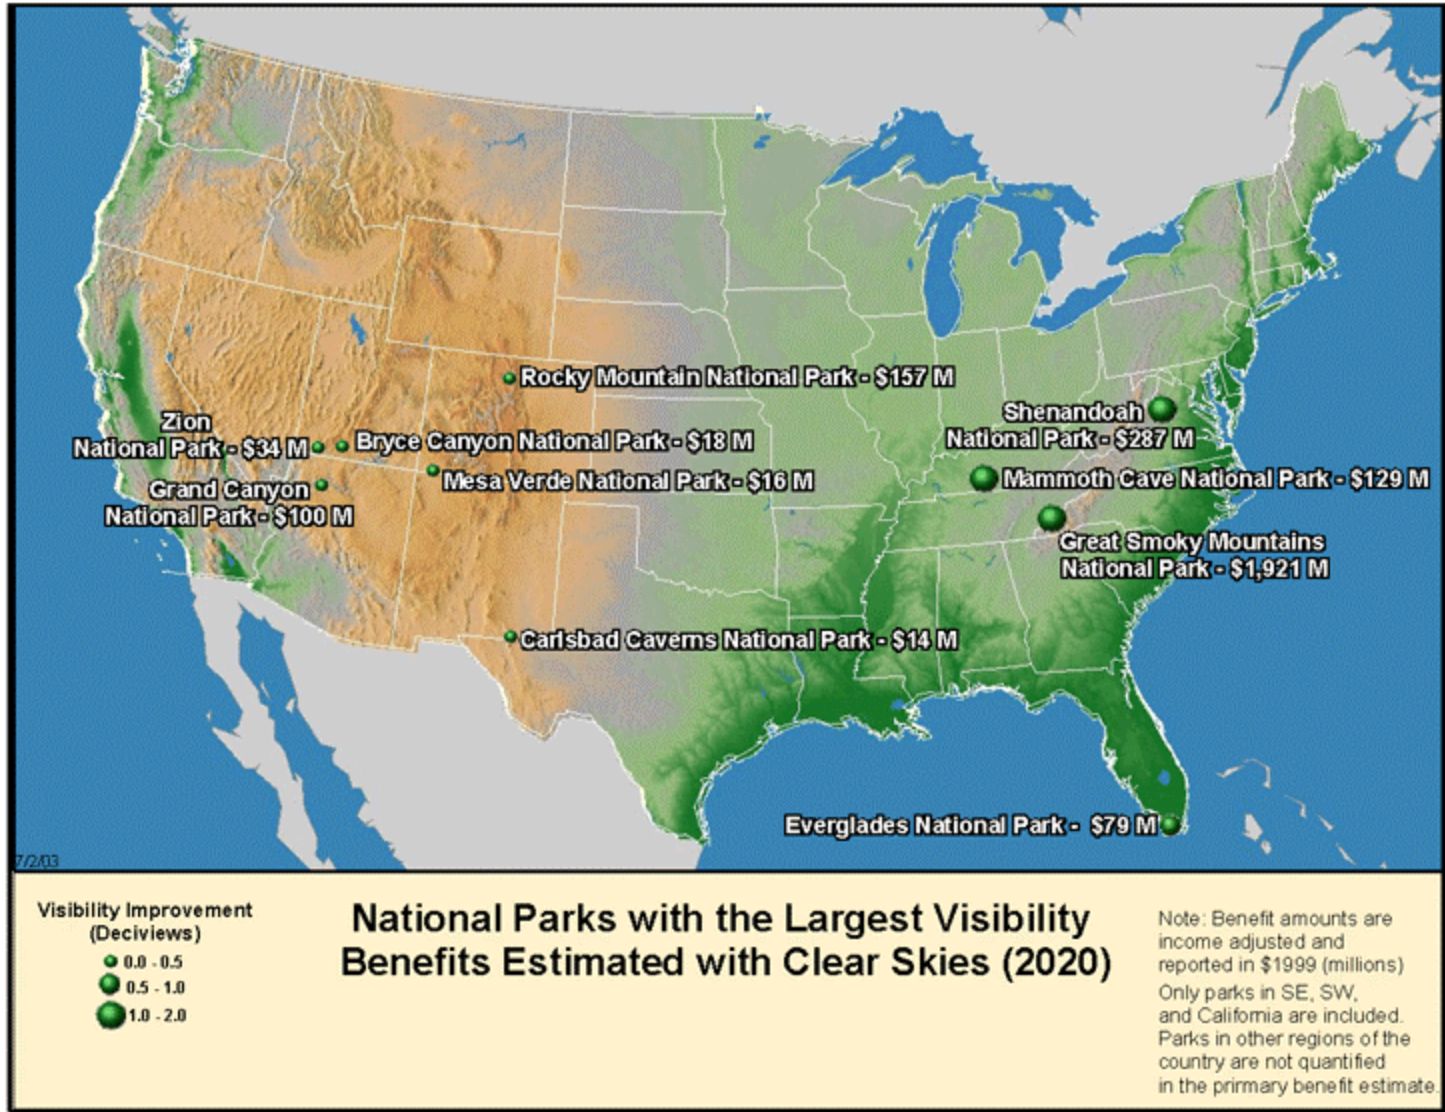 Rocky Mountain National Park - $157 M
Zion
National Park - $34 M
Bryce Canyon National Park - $18 M
Mesa Verde National Park - $16 M
Grand Canyon
National Park - $100 M
Shenandoah
National Park - $287 M
Mammoth Cave National Park - $129 M
Great Smoky Mountains
National Park - $1,921 M
Carlsbad Caverns National Park - $14 M
Everglades National Park - $79 M
7/2/03
Visibility Improvement
(Deciviews)
0.0 - 0.5
0.5 - 1.0
1.0 - 2.0
National Parks with the Largest Visibility
Benefits Estimated with Clear Skies (2020)
Note: Benefit amounts are
income adjusted and
reported in $1999 (millions)
Only parks in SE, SW,
and California are included.
Parks in other regions of the
country are not quantified
in the prirmary benefit estimate.